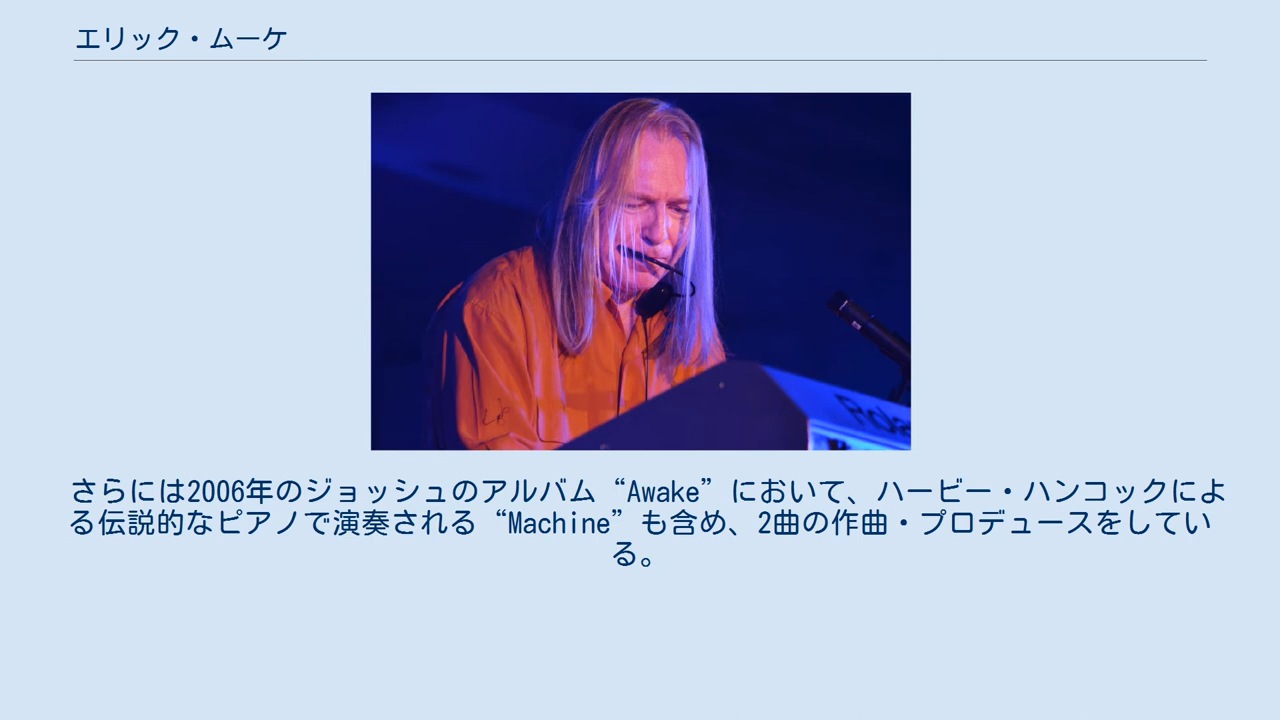 エリック・ムーケ
さらには2006年のジョッシュのアルバム“Awake”において、ハービー・ハンコックによ
る伝説的なピアノで演奏される“Machine”も含め、2曲の作曲・プロデュースをしてい
る。